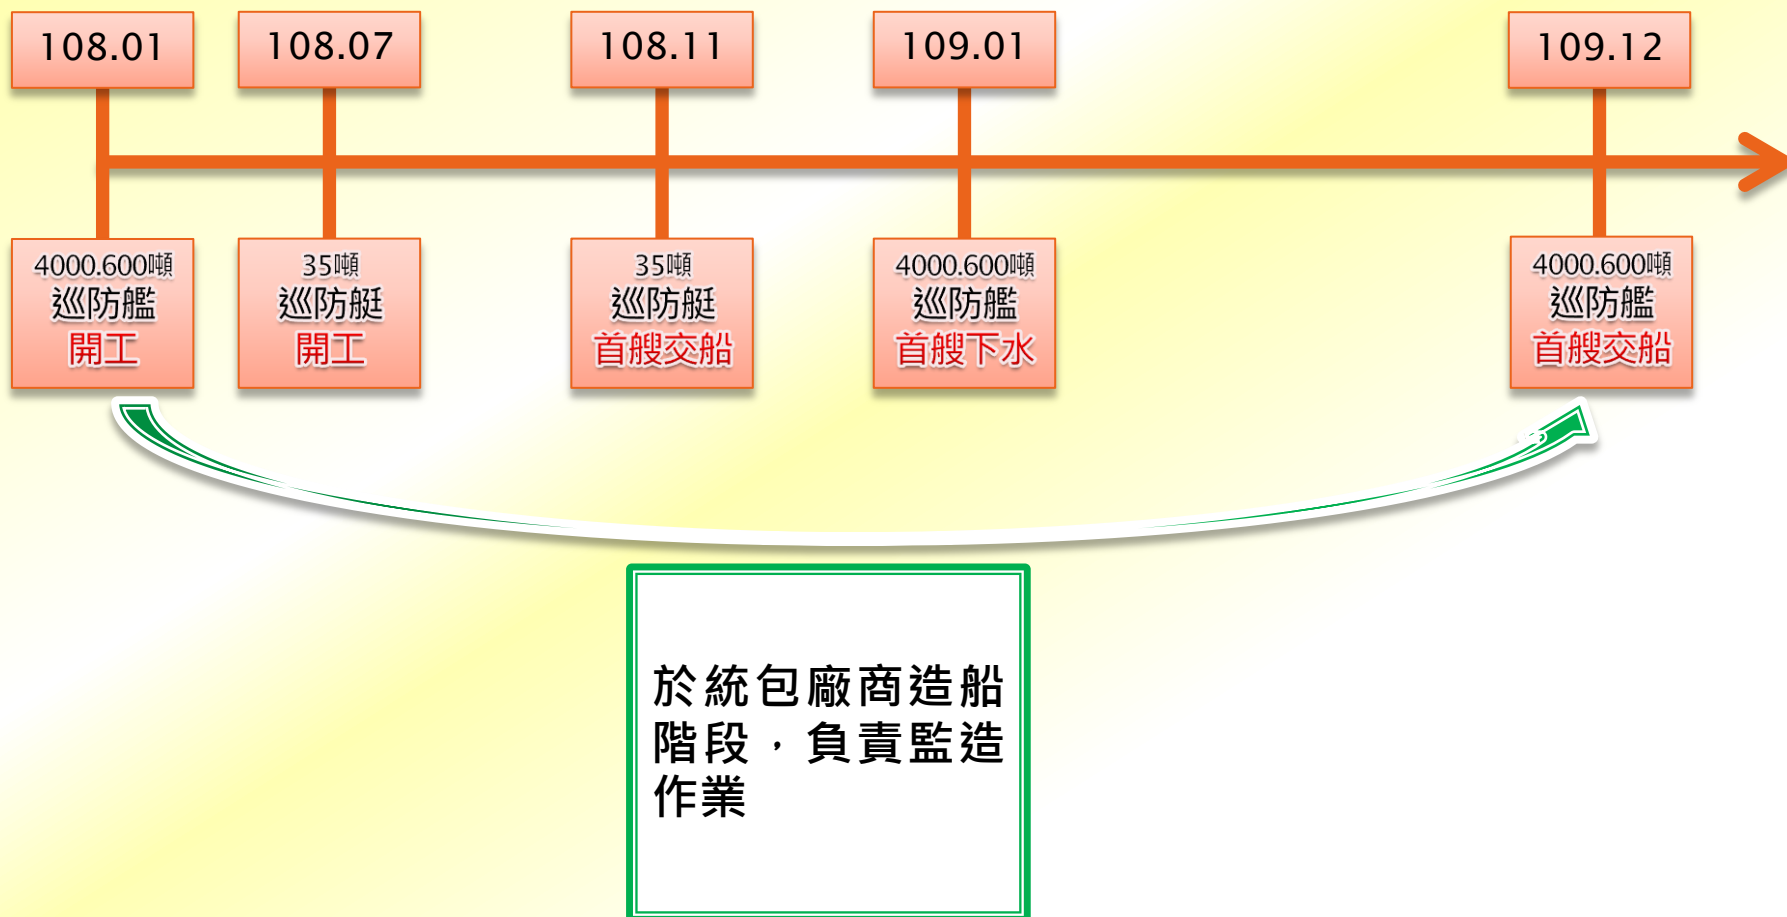 108.01
108.07
108.11
109.01
109.12
4000.600噸
巡防艦
開工
35噸
巡防艇
開工
35噸
巡防艇
首艘交船
4000.600噸
巡防艦
首艘下水
4000.600噸
巡防艦
首艘交船
於統包廠商造船
階段，負責監造
作業